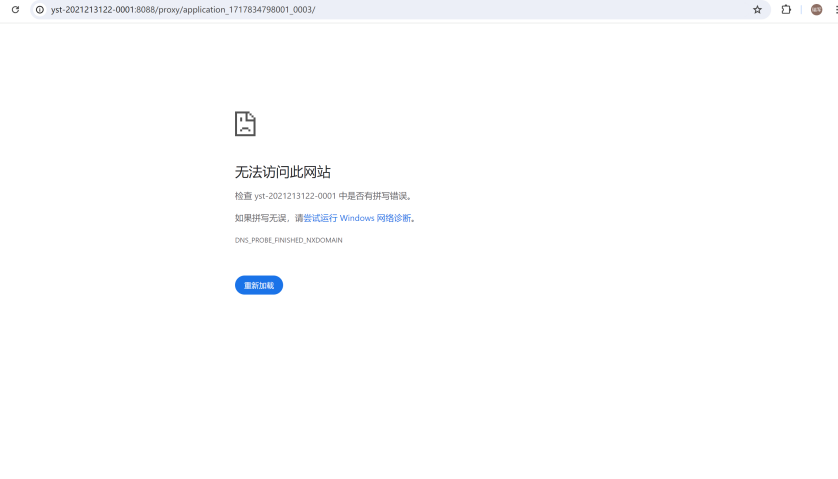 yst-2021213122-0001:8088/proxy/application_1717834798001_0003/
无法访问此网站
检查 yst-2021213122-0001 中是否有拼写错误。
如果拼写无误，请尝试运行 Windows 网络诊断。
DNS_PROBE_FINISHED_NXDOMAIN
重新加载